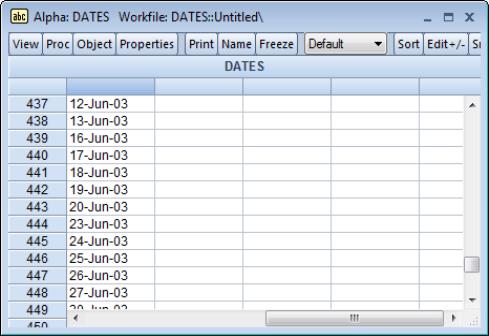 abc Alpha: DATES Workfile: DATES::Untitled\
View Proc Object Properties Print Name Freeze Default Sort Edit+/-
DATES
437 12-Jun-03
438 13-Jun-03
439 16-Jun-03
440 17-Jun-03
441 18-Jun-03
442 19-Jun-03
443 20-Jun-03
444 23-Jun-03
445 24-Jun-03
446 25-Jun-03
447 26-Jun-03
448 27-Jun-03
449
450